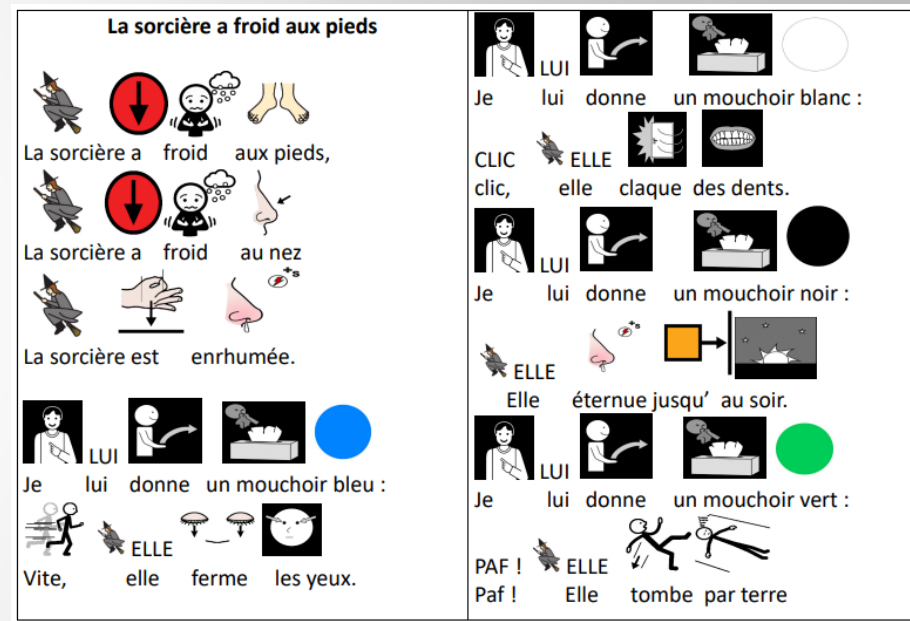 La sorcière a froid aux pieds
La sorcière a froid aux pieds,
La sorcière a froid au nez
La sorcière est enrhumée.
LUI
Je lui donne un mouchoir bleu :
ELLE
Vite, elle ferme les yeux.
LUI
Je lui donne un mouchoir blanc :
CLIC ELLE
clic, elle claque des dents.
LUI
Je lui donne un mouchoir noir :
ELLE
Elle éternue jusqu’ au soir.
LUI
Je lui donne un mouchoir vert :
PAF ! ELLE
Paf ! Elle tombe par terre